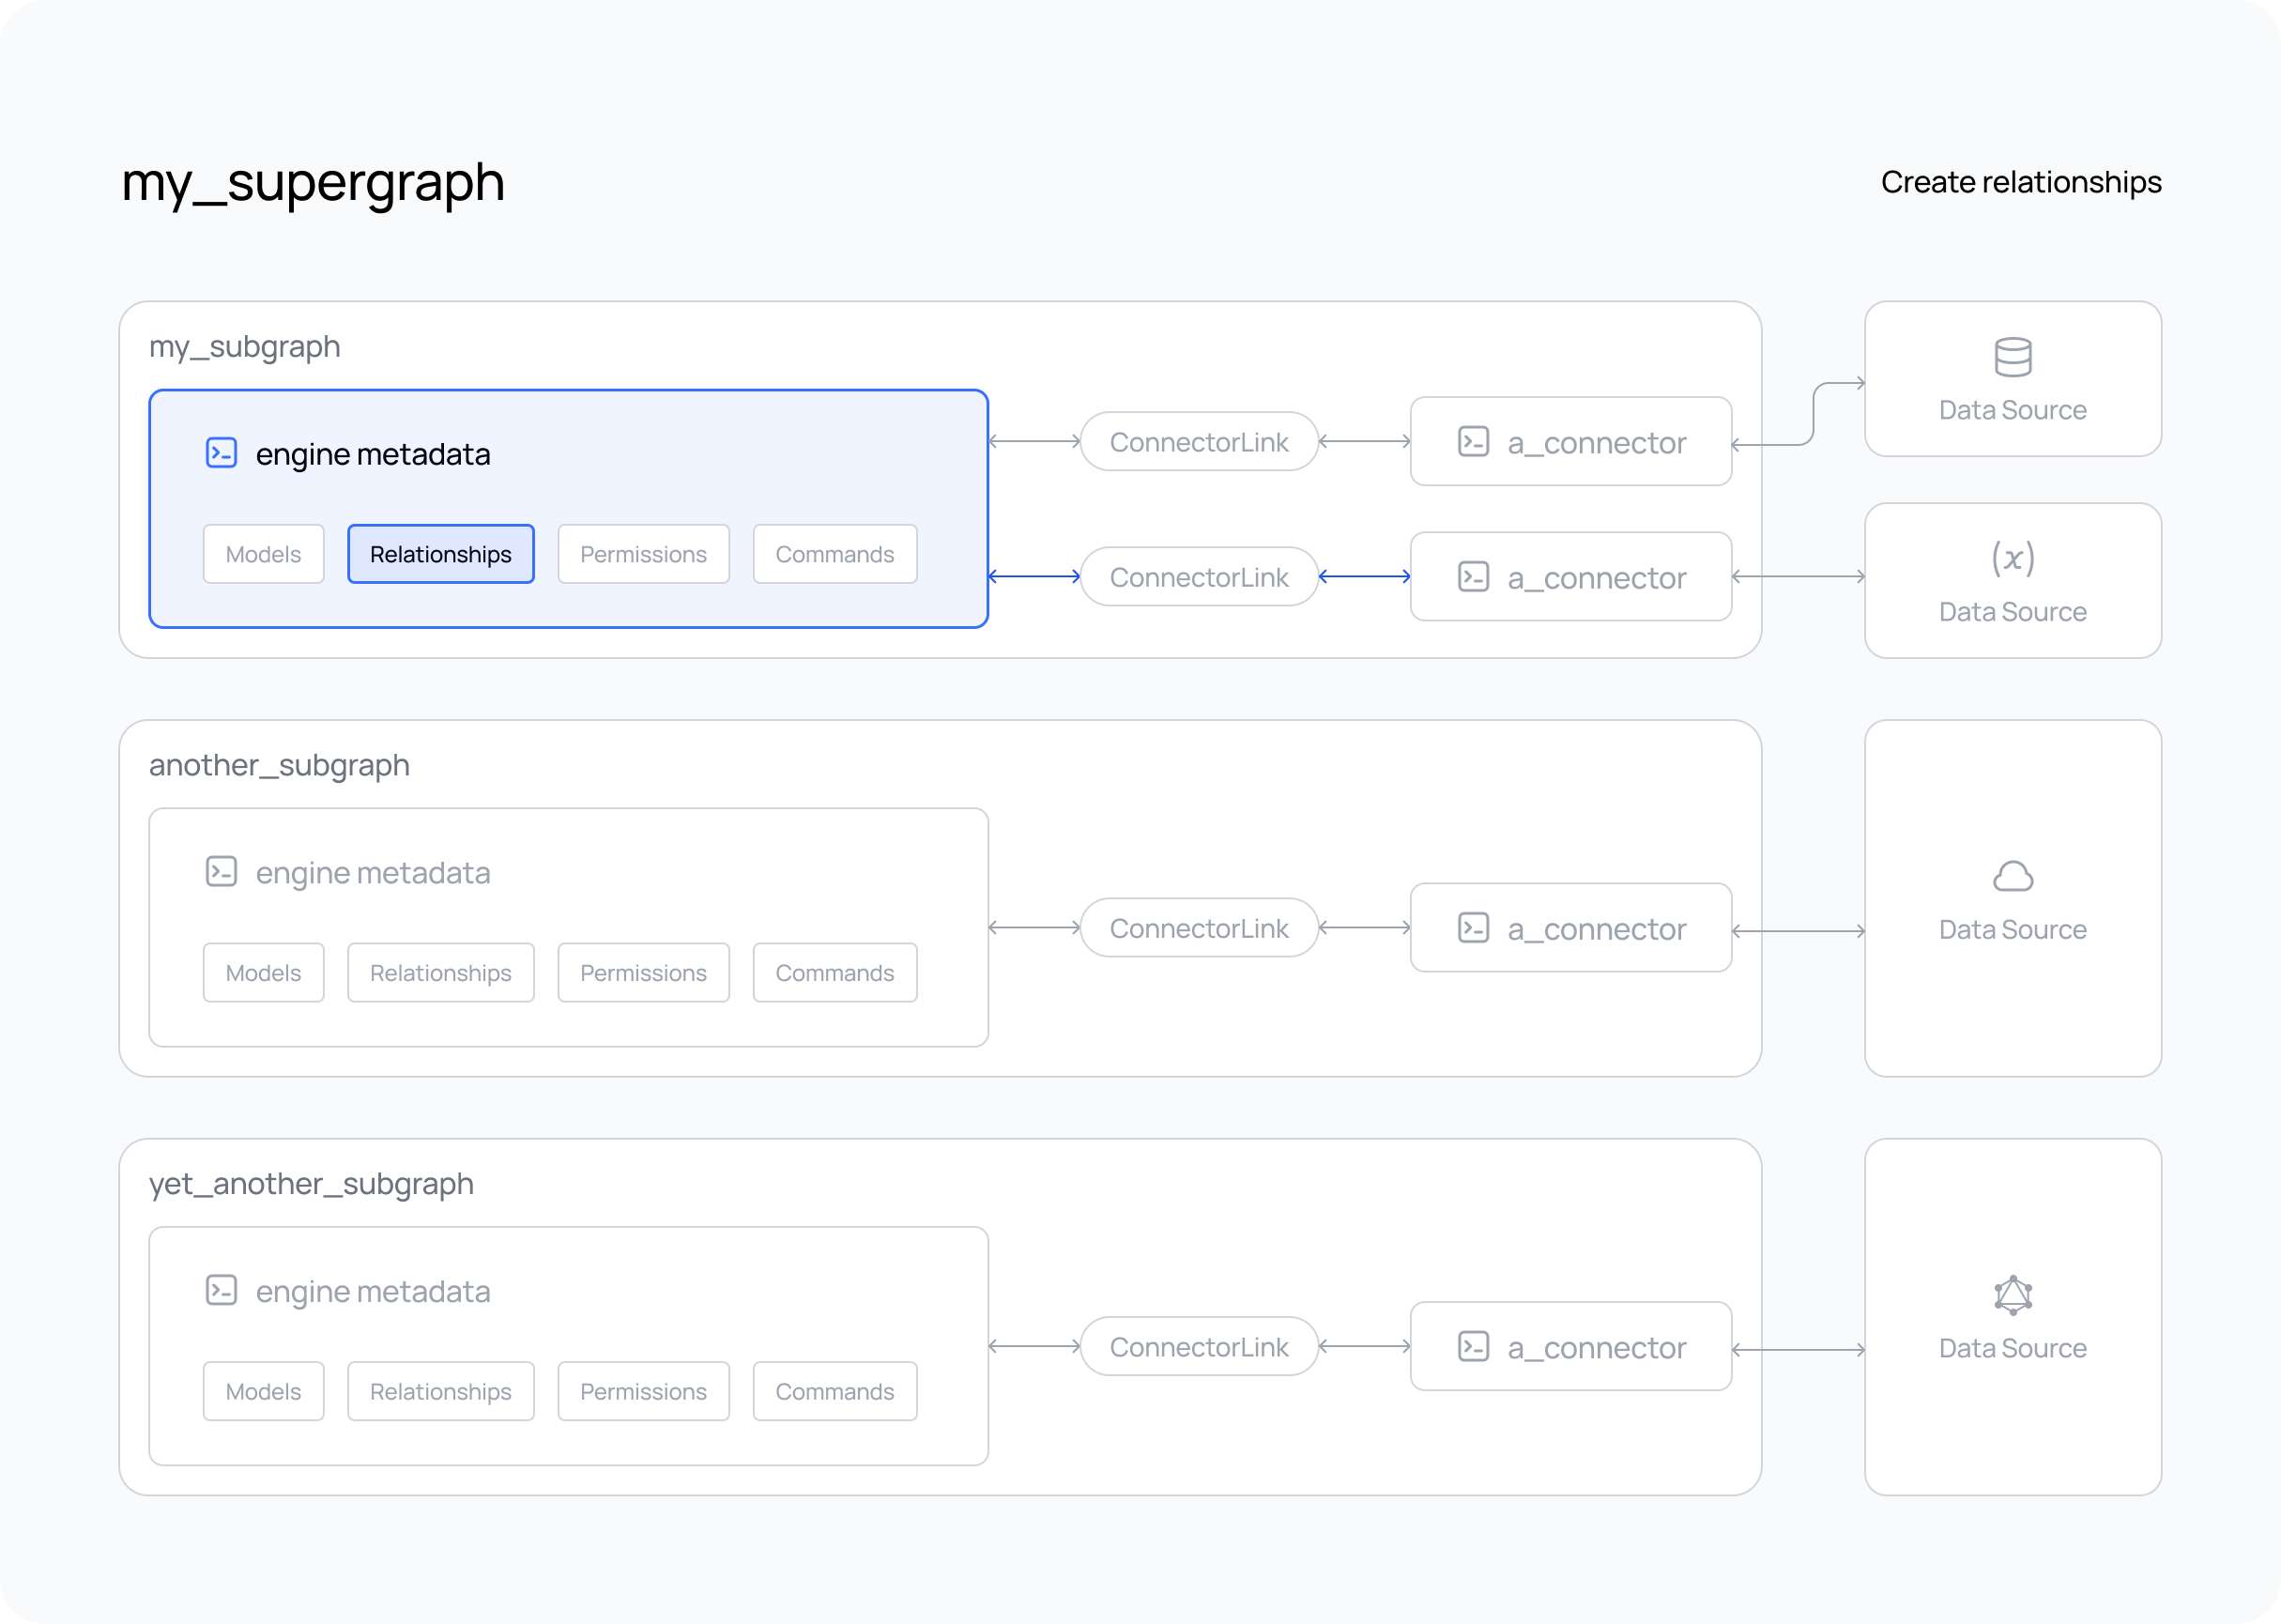 my_supergraph
Create relationships
my_subgraph
engine metadata
Models
Relationships
Permissions
Commands
ConnectorLink
a_connector
ConnectorLink
a_connector
Data Source
(x)
Data Source
another_subgraph
engine metadata
Models
Relationships
Permissions
Commands
ConnectorLink
a_connector
Data Source
yet_another_subgraph
engine metadata
Models
Relationships
Permissions
Commands
ConnectorLink
a_connector
Data Source